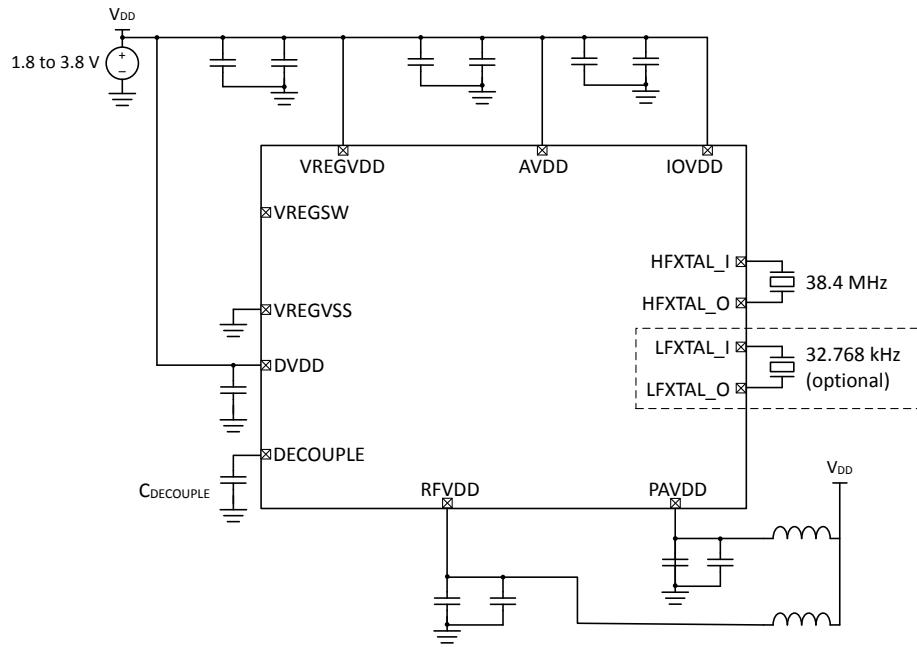 VDD
1.8 to 3.8 V
+
–
VREGVDD
AVDD
IOVDD
VREGSW
HFXTAL_I
38.4 MHz
HFXTAL_O
VREGVSS
LFXTAL_I
32.768 kHz
(optional)
DVDD
LFXTAL_O
DECOUPLE
CDECOUPLE
RFVDD
PAVDD
VDD